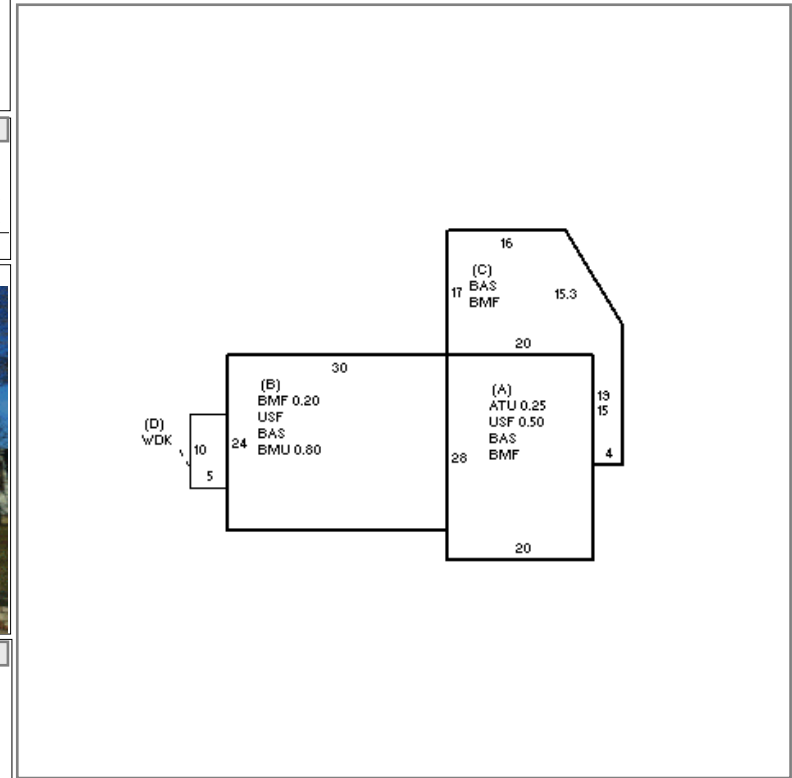 16
(C)
BAS
BMF
17
15.3
20
30
(B)
BMF 0.20
USF
BAS
BMU 0.80
24
(A)
ATU 0.25
USF 0.50
BAS
BMF
28
19
15
4
(D)
WDK
10
5
20